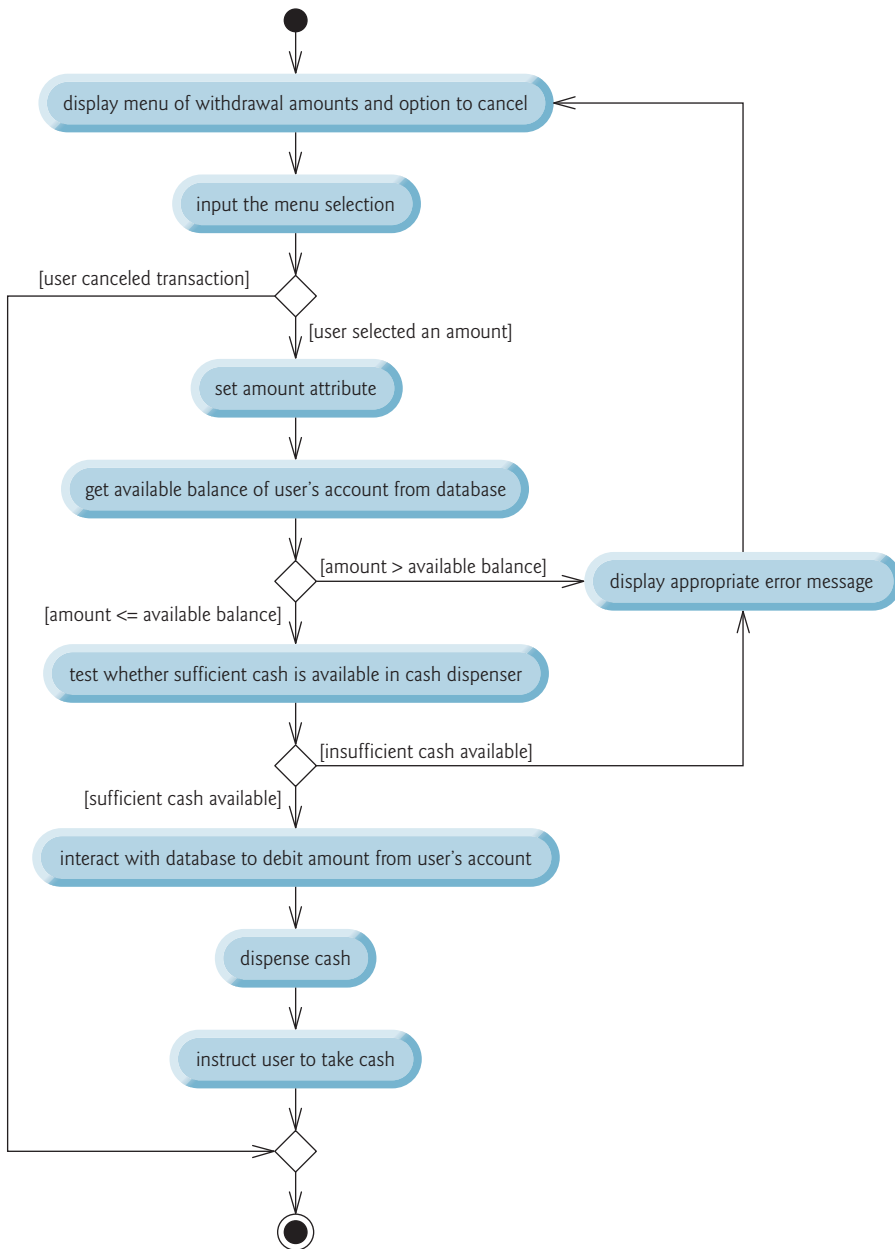 display menu of withdrawal amounts and option to cancel
input the menu selection
[user canceled transaction]
[user selected an amount]
set amount attribute
get available balance of user's account from database
[amount > available balance]
display appropriate error message
[amount <= available balance]
test whether sufficient cash is available in cash dispenser
[insufficient cash available]
[sufficient cash available]
interact with database to debit amount from user's account
dispense cash
instruct user to take cash